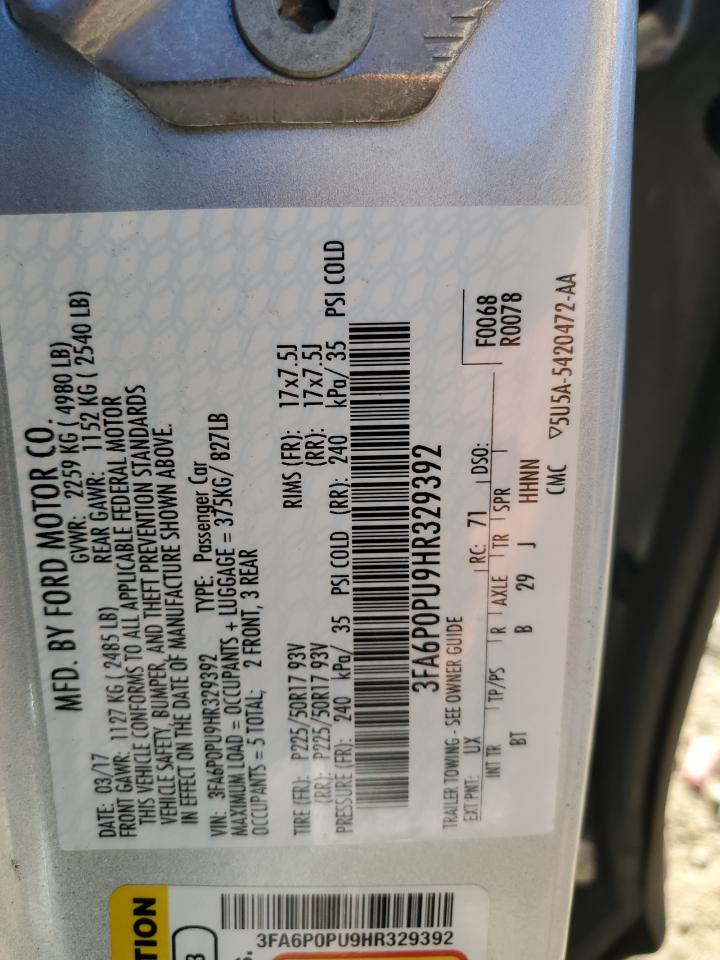 MFD. BY FORD MOTOR CO.
DATE: 03/17 GVWR: 2259 KG ( 4980 LB)
FRONT GAWR: 1127 KG ( 2485 LB) REAR GAWR: 1152 KG ( 2540 LB)
THIS VEHICLE CONFORMS TO ALL APPLICABLE FEDERAL MOTOR
VEHICLE SAFETY, BUMPER, AND THEFT PREVENTION STANDARDS
IN EFFECT ON THE DATE OF MANUFACTURE SHOWN ABOVE.
VIN: 3FA6P0PU9HR329392 TYPE: Passenger Car
MAXIMUM LOAD = OCCUPANTS + LUGGAGE = 375KG/ 827LB
OCCUPANTS = 5 TOTAL; 2 FRONT, 3 REAR
TIRE (FR): P225/50R17 93V RIMS (FR): 17x7.5J
(RR): P225/50R17 93V (RR): 17x7.5J
PRESSURE (FR): 240 kPa/ 35 PSI COLD (RR): 240 kPa/ 35 PSI COLD
3FA6P0PU9HR329392
TRAILER TOWING - SEE OWNER GUIDE
F0068
EXT PNT: UX RC: 71 DSO: R0078
INT TR TP/PS R AXLE TR SPR
BT B 29 J HHNN
CMC ▽5U5A-5420472-AA
TION
3FA6P0PU9HR329392